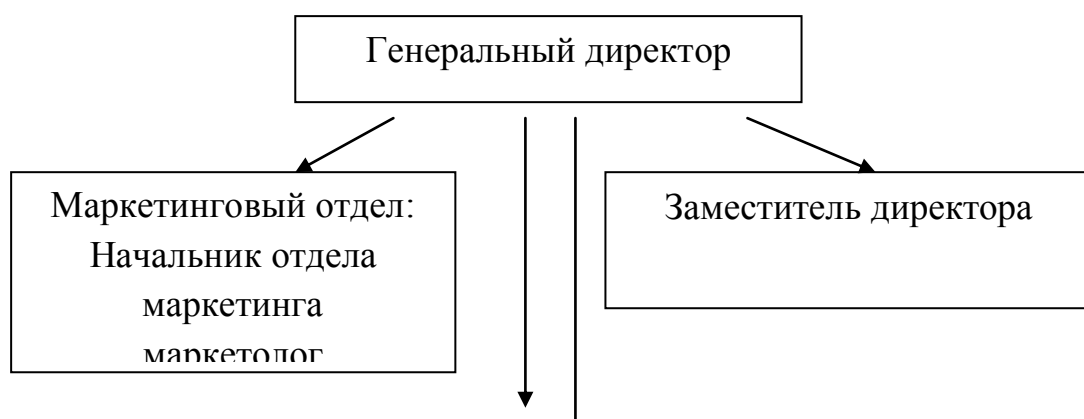 Генеральный директор
Маркетинговый отдел:
Начальник отдела
маркетинга
маркетолог
Заместитель директора